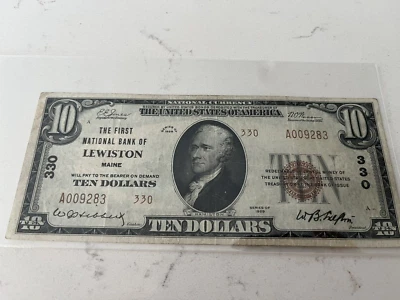 NATIONAL CURRENCY
THE UNITED STATES OF AMERICA
10
10
A
THE FIRST
NATIONAL BANK OF
LEWISTON
MAINE
WILL PAY TO THE BEARER ON DEMAND
TEN DOLLARS
330
330
A009283
TEN
330
A009283
330
SERIES OF
1929
10
TEN DOLLARS
10